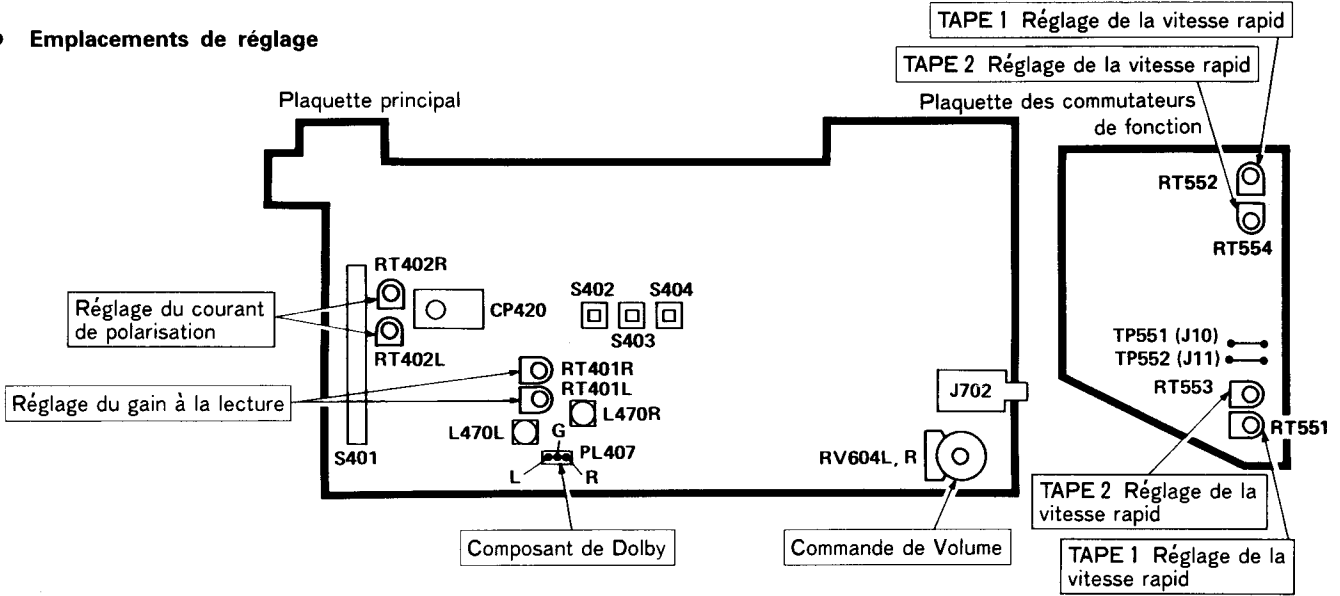 Emplacements de réglage
TAPE 1 Réglage de la vitesse rapid
TAPE 2 Réglage de la vitesse rapid
Plaquette principal
Plaquette des commutateurs
de fonction
RT552
RT554
RT402R
Réglage du courant
de polarisation
CP420
RT402L
S402
S404
S403
TP551 (J10)
TP552 (J11)
RT401R
RT401L
Réglage du gain à la lecture
L470R
L470L
G
PL407
L
R
S401
J702
RV604L, R
RT553
RT551
TAPE 2 Réglage de la
vitesse rapid
Composant de Dolby
Commande de Volume
TAPE 1 Réglage de la
vitesse rapid